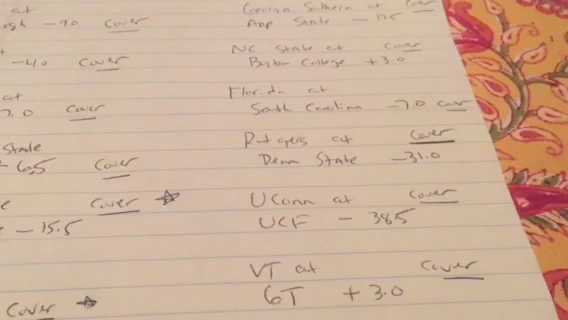 at
-9.0 Cover
-4.0 Cover
at
7.0 Cover
State
6.5 Cover
e Cover
e -15.5
Cover
Georgia Southern at Cover
App State
NC State at Cover
Boston College +3.0
Florida at
South Carolina -7.0 Cover
Rutgers at Cover
Penn State -31.0
UConn at Cover
UCF - 38.5
VT at Cover
GT +3.0